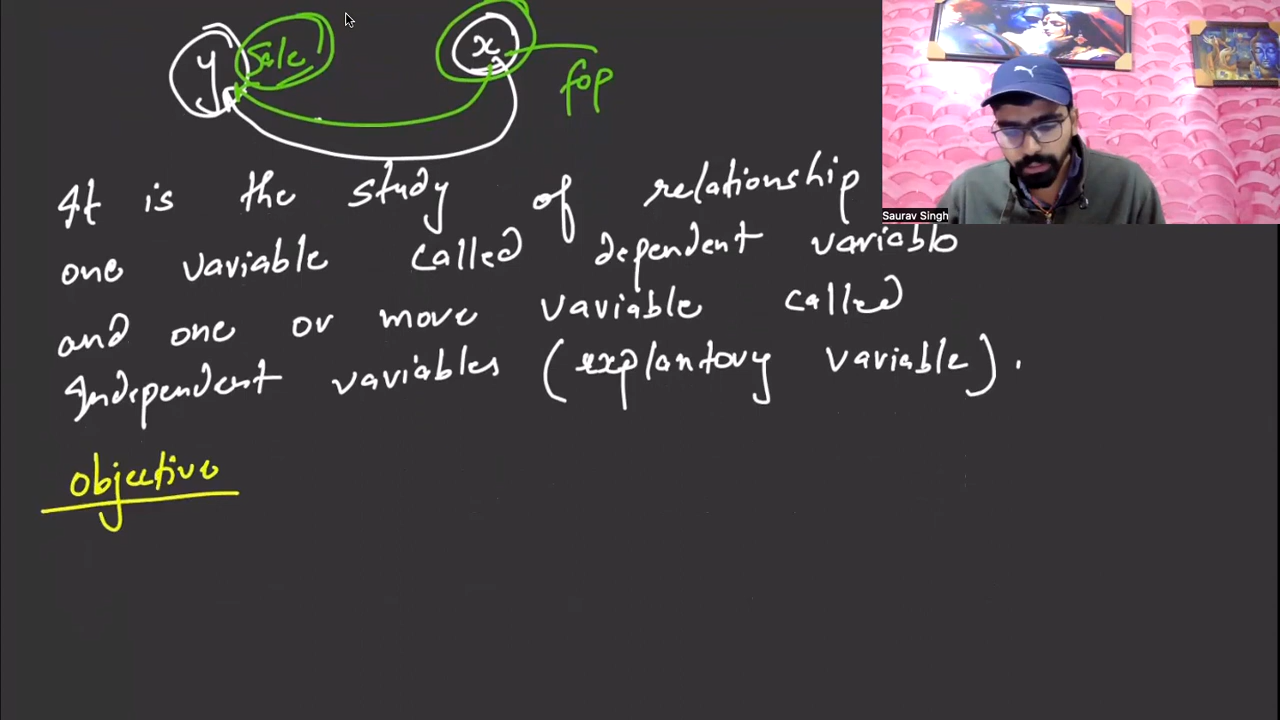 y sale x
fop
Saurav Singh
It is the study of relationship
one variable called dependent variable
and one or more variable called
Independent variables (explantory variable).
objective